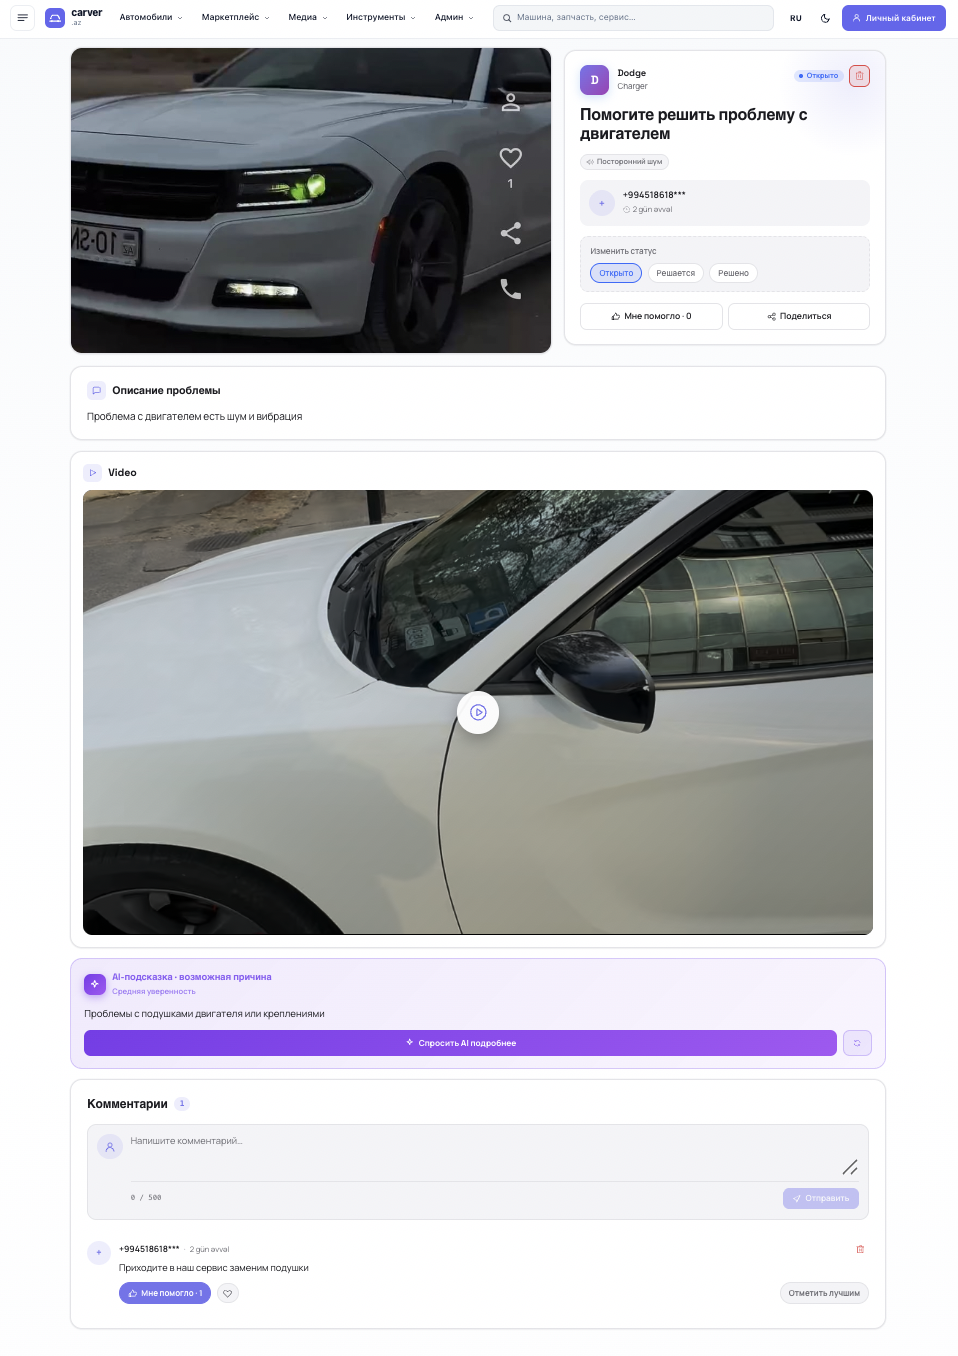 carver
.az
Автомобили
Маркетплейс
Медиа
Инструменты
Админ
Машина, запчасть, сервис...
RU
Личный кабинет
1
D
Dodge
Charger
Открыто
Помогите решить проблему с
двигателем
Посторонний шум
+994518618***
2 gün əvvəl
Изменить статус
Открыто
Решается
Решено
Мне помогло · 0
Поделиться
Описание проблемы
Проблема с двигателем есть шум и вибрация
Video
AI-подсказка · возможная причина
Средняя уверенность
Проблемы с подушками двигателя или креплениями
Спросить AI подробнее
Комментарии 1
Напишите комментарий...
0 / 500
Отправить
+994518618*** · 2 gün əvvəl
Приходите в наш сервис заменим подушки
Мне помогло · 1
Отметить лучшим